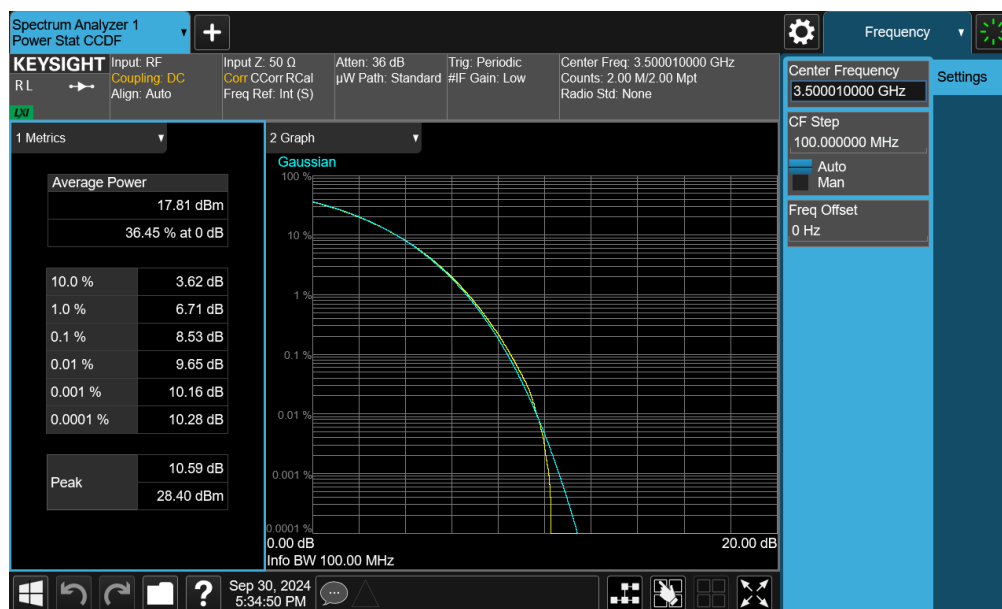 Spectrum Analyzer 1
Power Stat CCDF
Frequency
KEYSIGHT
R L
LXI
Input: RF
Coupling: DC
Align: Auto
Input Z: 50 Ω
Corr CCorr RCal
Freq Ref: Int (S)
Atten: 36 dB
µW Path: Standard
#IF Gain: Low
Trig: Periodic
Center Freq: 3.500010000 GHz
Counts: 2.00 M/2.00 Mpt
Radio Std: None
Center Frequency
3.500010000 GHz
Settings
CF Step
100.000000 MHz
Auto
Man
Freq Offset
0 Hz
1 Metrics
Average Power
17.81 dBm
36.45 % at 0 dB
10.0 % 3.62 dB
1.0 % 6.71 dB
0.1 % 8.53 dB
0.01 % 9.65 dB
0.001 % 10.16 dB
0.0001 % 10.28 dB
Peak
10.59 dB
28.40 dBm
2 Graph
Gaussian
100 %
10 %
1 %
0.1 %
0.01 %
0.001 %
0.0001 %
0.00 dB 20.00 dB
Info BW 100.00 MHz
?
Sep 30, 2024
5:34:50 PM